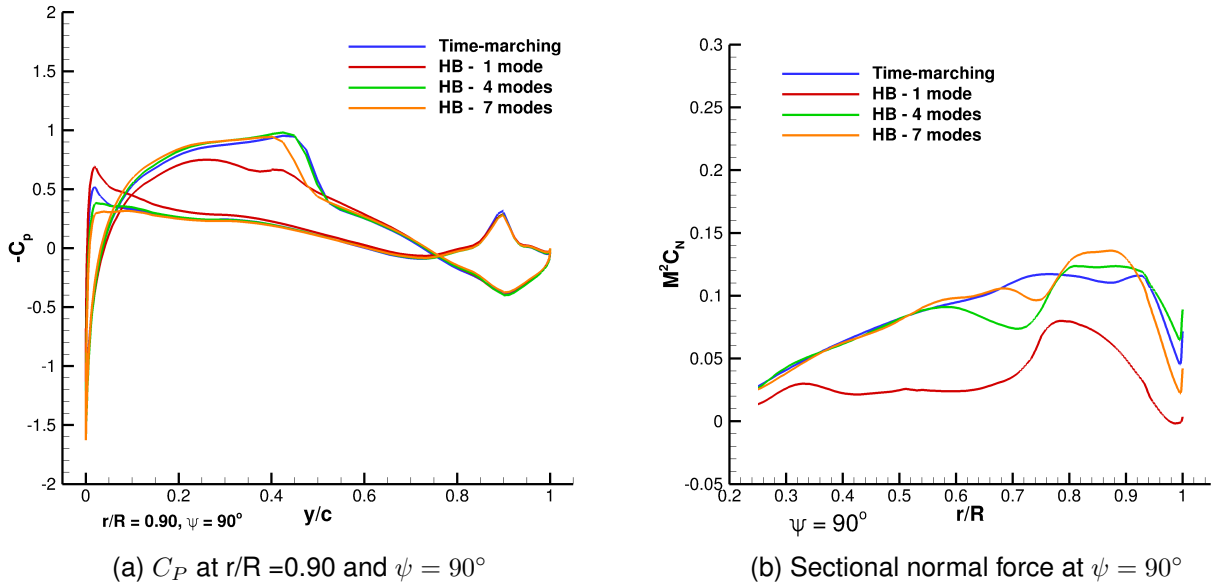 2
1.5
1
0.5
0
-0.5
-1
-1.5
-2
-Cp
0
0.2
0.4
0.6
0.8
1
y/c
r/R = 0.90, ψ = 90°
Time-marching
HB - 1 mode
HB - 4 modes
HB - 7 modes
(a) C_P at r/R =0.90 and ψ = 90°
0.3
0.25
0.2
0.15
0.1
0.05
0
-0.05
M²C_N
0.2
0.3
0.4
0.5
0.6
0.7
0.8
0.9
1
r/R
ψ = 90°
Time-marching
HB - 1 mode
HB - 4 modes
HB - 7 modes
(b) Sectional normal force at ψ = 90°